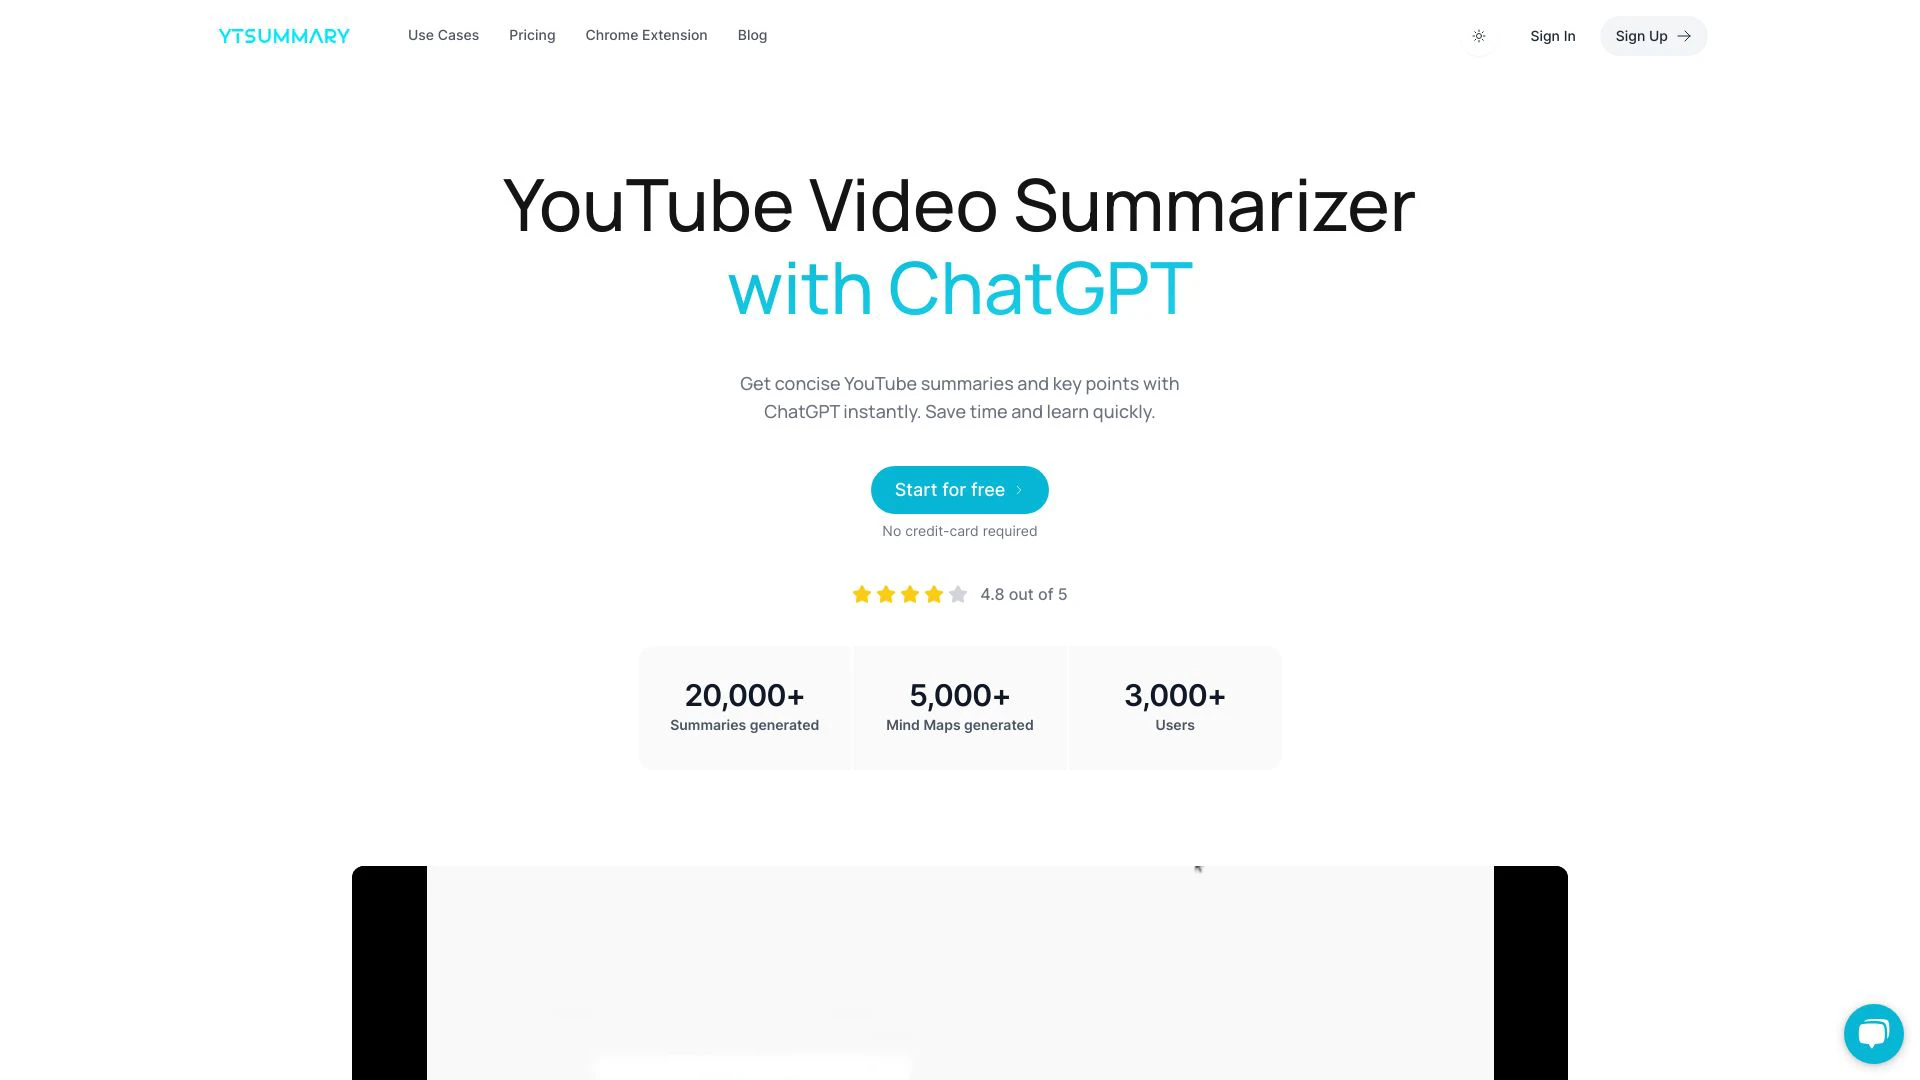 YTSUMMARY
Use Cases
Pricing
Chrome Extension
Blog
Sign In
Sign Up
YouTube Video Summarizer
with ChatGPT
Get concise YouTube summaries and key points with
ChatGPT instantly. Save time and learn quickly.
Start for free
No credit-card required
4.8 out of 5
20,000+
Summaries generated
5,000+
Mind Maps generated
3,000+
Users